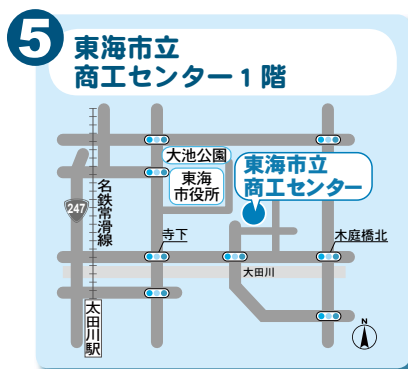 5
東海市立
商工センター1階
大池公園
東海
市役所
東海市立
商工センター
247
名鉄常滑線
寺下
木庭橋北
大田川
太田川駅
N